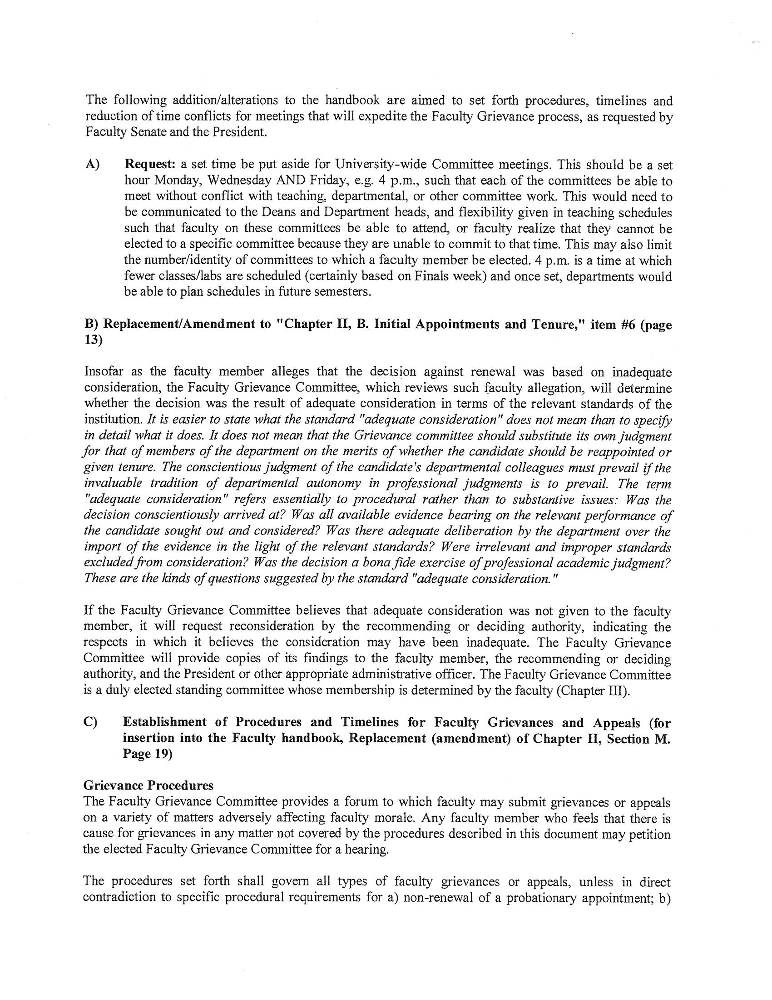 The following addition/alterations to the handbook are aimed to set forth procedures, timelines and
reduction of time conflicts for meetings that will expedite the Faculty Grievance process, as requested by
Faculty Senate and the President.
A) Request: a set time be put aside for University-wide Committee meetings. This should be a set
hour Monday, Wednesday AND Friday, e.g. 4 p.m., such that each of the committees be able to
meet without conflict with teaching, departmental, or other committee work. This would need to
be communicated to the Deans and Department heads, and flexibility given in teaching schedules
such that faculty on these committees be able to attend, or faculty realize that they cannot be
elected to a specific committee because they are unable to commit to that time. This may also limit
the number/identity of committees to which a faculty member be elected. 4 p.m. is a time at which
fewer classes/labs are scheduled (certainly based on Finals week) and once set, departments would
be able to plan schedules in future semesters.
B) Replacement/Amendment to "Chapter II, B. Initial Appointments and Tenure," item #6 (page
13)
Insofar as the faculty member alleges that the decision against renewal was based on inadequate
consideration, the Faculty Grievance Committee, which reviews such faculty allegation, will determine
whether the decision was the result of adequate consideration in terms of the relevant standards of the
institution. It is easier to state what the standard "adequate consideration" does not mean than to specify
in detail what it does. It does not mean that the Grievance committee should substitute its own judgment
for that of members of the department on the merits of whether the candidate should be reappointed or
given tenure. The conscientious judgment of the candidate's departmental colleagues must prevail if the
invaluable tradition of departmental autonomy in professional judgments is to prevail. The term
"adequate consideration" refers essentially to procedural rather than to substantive issues: Was the
decision conscientiously arrived at? Was all available evidence bearing on the relevant performance of
the candidate sought out and considered? Was there adequate deliberation by the department over the
import of the evidence in the light of the relevant standards? Were irrelevant and improper standards
excluded from consideration? Was the decision a bona fide exercise of professional academic judgment?
These are the kinds of questions suggested by the standard "adequate consideration."
If the Faculty Grievance Committee believes that adequate consideration was not given to the faculty
member, it will request reconsideration by the recommending or deciding authority, indicating the
respects in which it believes the consideration may have been inadequate. The Faculty Grievance
Committee will provide copies of its findings to the faculty member, the recommending or deciding
authority, and the President or other appropriate administrative officer. The Faculty Grievance Committee
is a duly elected standing committee whose membership is determined by the faculty (Chapter III).
C) Establishment of Procedures and Timelines for Faculty Grievances and Appeals (for
insertion into the Faculty handbook, Replacement (amendment) of Chapter II, Section M.
Page 19)
Grievance Procedures
The Faculty Grievance Committee provides a forum to which faculty may submit grievances or appeals
on a variety of matters adversely affecting faculty morale. Any faculty member who feels that there is
cause for grievances in any matter not covered by the procedures described in this document may petition
the elected Faculty Grievance Committee for a hearing.
The procedures set forth shall govern all types of faculty grievances or appeals, unless in direct
contradiction to specific procedural requirements for a) non-renewal of a probationary appointment; b)